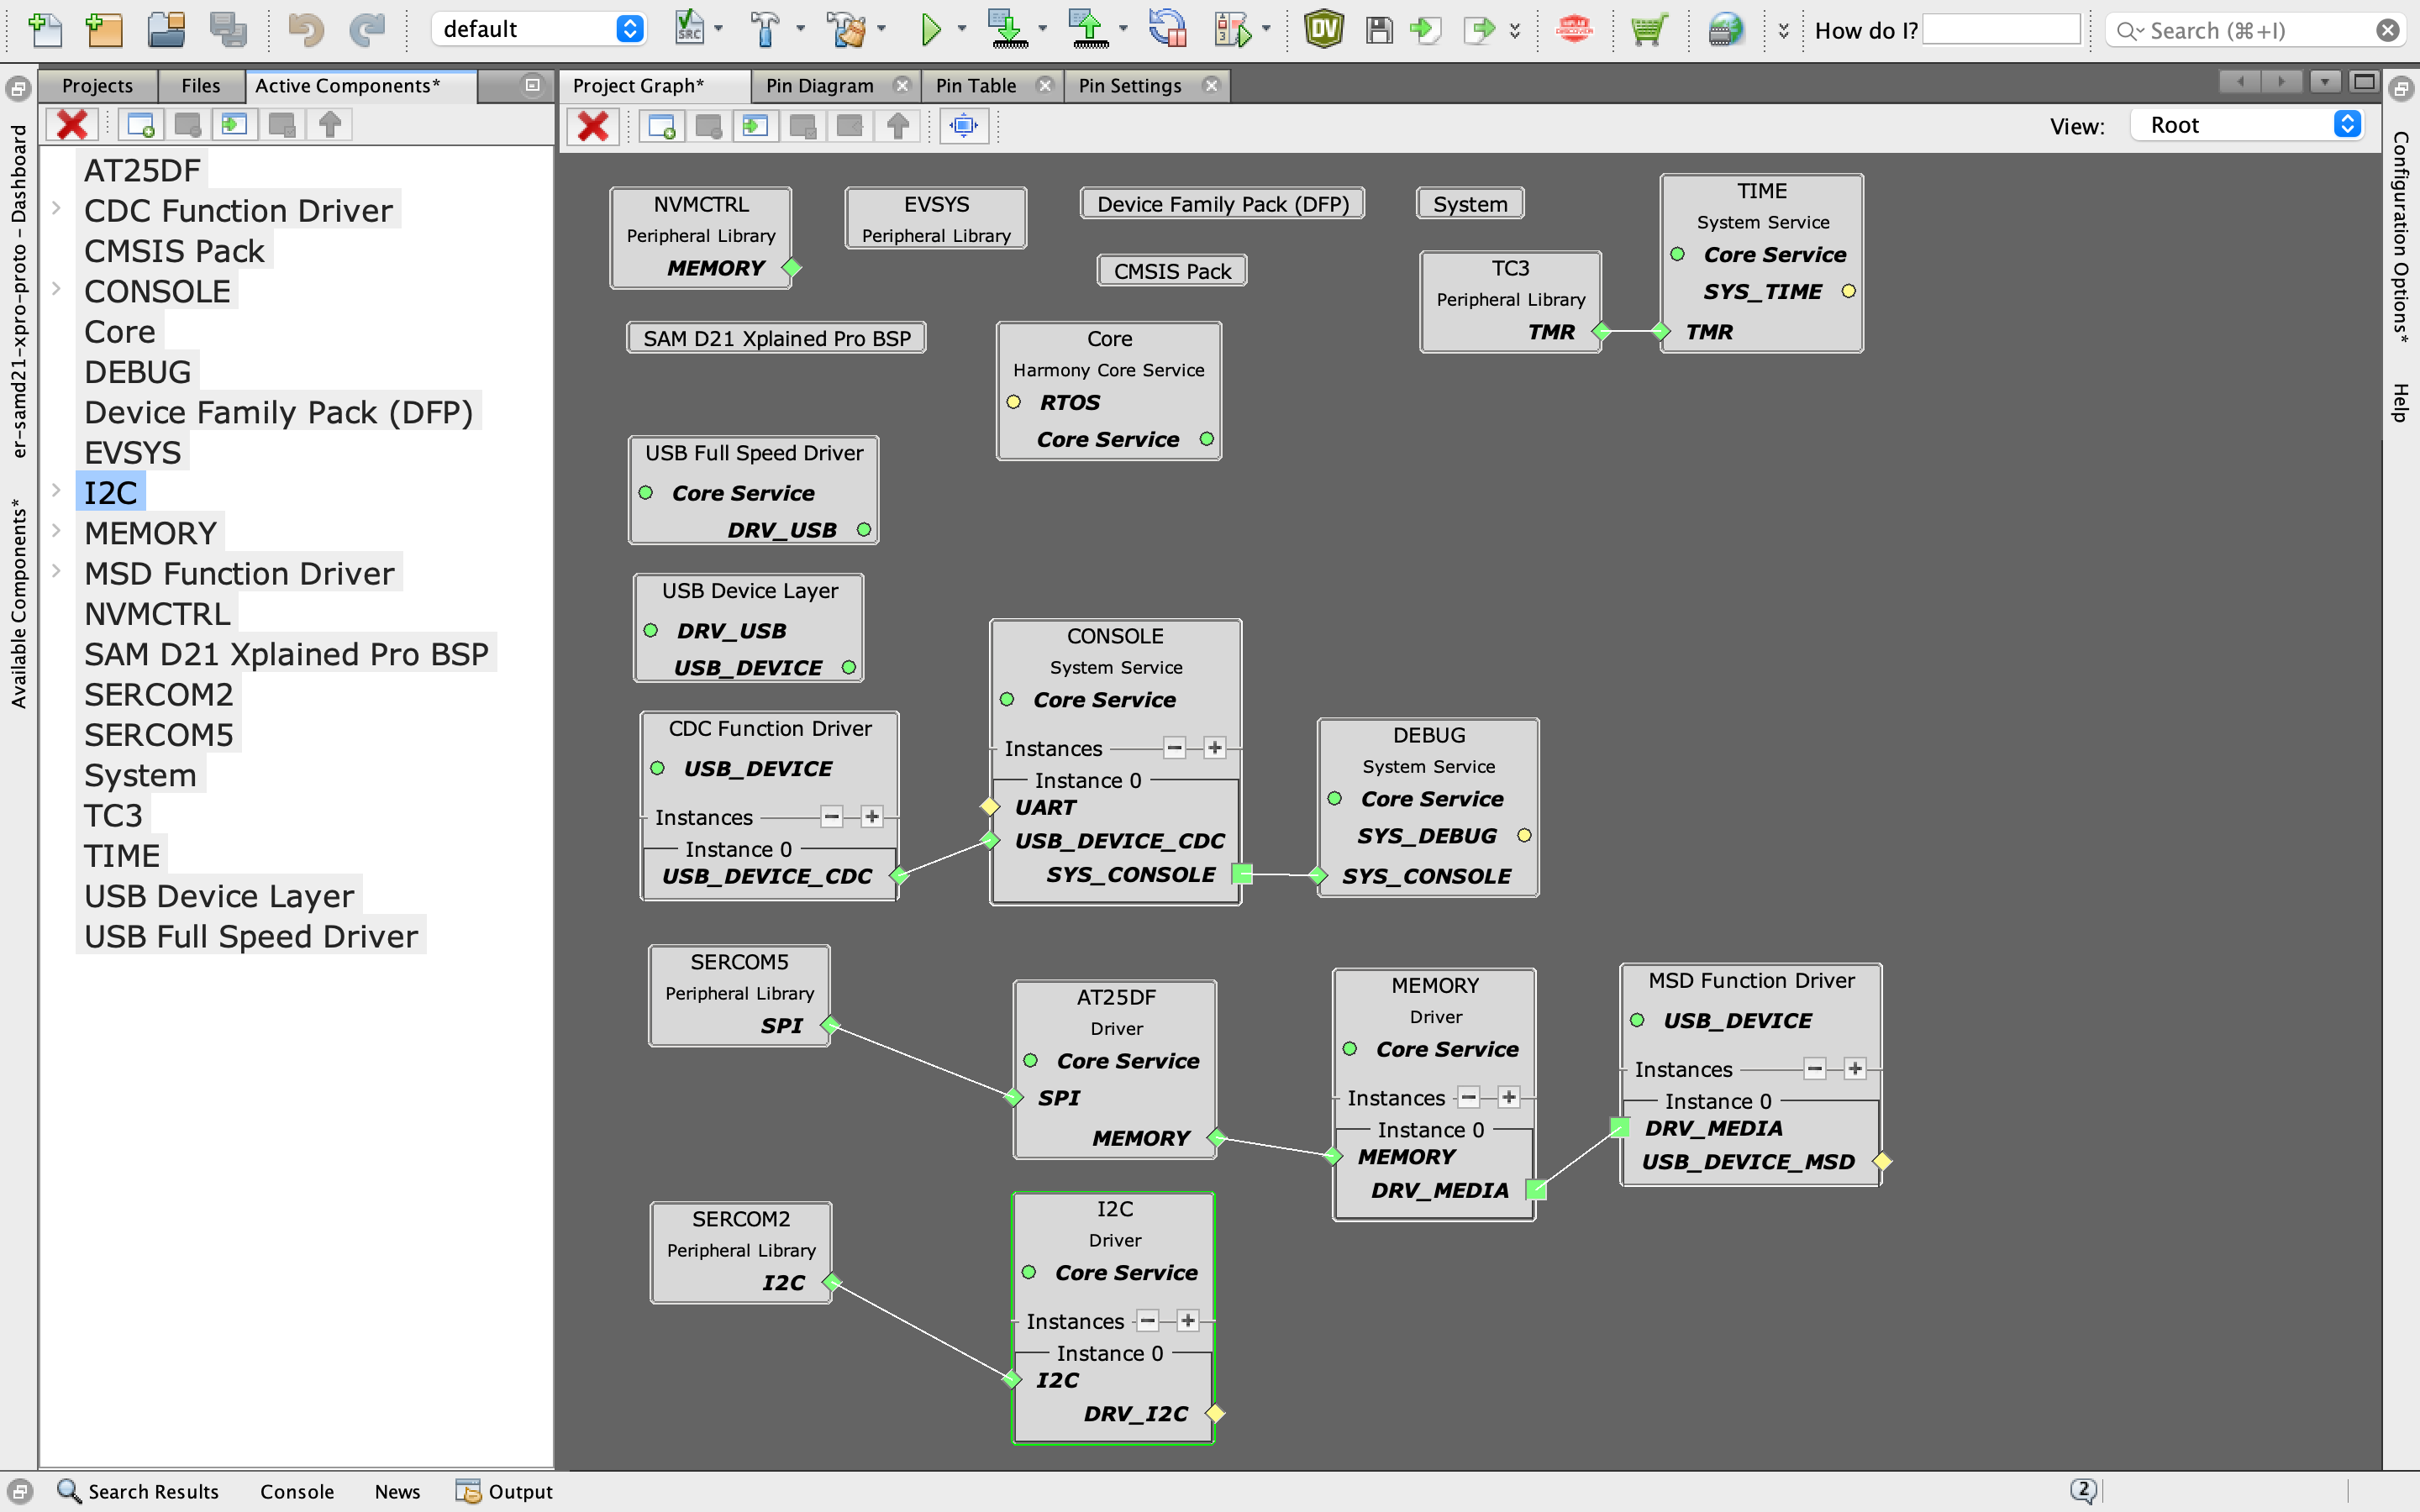 default
SRC
DV
How do I?
Search (⌘+I)
Projects
Files
Active Components*
Project Graph*
Pin Diagram
Pin Table
Pin Settings
View:
Root
er-samd21-xpro-proto – Dashboard
Available Components*
Configuration Options*
Help
AT25DF
CDC Function Driver
CMSIS Pack
CONSOLE
Core
DEBUG
Device Family Pack (DFP)
EVSYS
I2C
MEMORY
MSD Function Driver
NVMCTRL
SAM D21 Xplained Pro BSP
SERCOM2
SERCOM5
System
TC3
TIME
USB Device Layer
USB Full Speed Driver
NVMCTRL
Peripheral Library
MEMORY
EVSYS
Peripheral Library
Device Family Pack (DFP)
CMSIS Pack
System
TC3
Peripheral Library
TMR
TIME
System Service
Core Service
SYS_TIME
TMR
SAM D21 Xplained Pro BSP
Core
Harmony Core Service
RTOS
Core Service
USB Full Speed Driver
Core Service
DRV_USB
USB Device Layer
DRV_USB
USB_DEVICE
CDC Function Driver
USB_DEVICE
Instances
Instance 0
USB_DEVICE_CDC
CONSOLE
System Service
Core Service
Instances
Instance 0
UART
USB_DEVICE_CDC
SYS_CONSOLE
DEBUG
System Service
Core Service
SYS_DEBUG
SYS_CONSOLE
SERCOM5
Peripheral Library
SPI
AT25DF
Driver
Core Service
SPI
MEMORY
MEMORY
Driver
Core Service
Instances
Instance 0
MEMORY
DRV_MEDIA
MSD Function Driver
USB_DEVICE
Instances
Instance 0
DRV_MEDIA
USB_DEVICE_MSD
SERCOM2
Peripheral Library
I2C
I2C
Driver
Core Service
Instances
Instance 0
I2C
DRV_I2C
Search Results
Console
News
Output
2